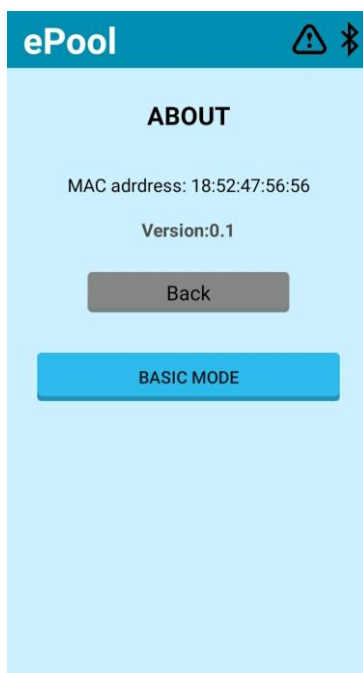 ePool
ABOUT
MAC adrdress: 18:52:47:56:56
Version:0.1
Back
BASIC MODE